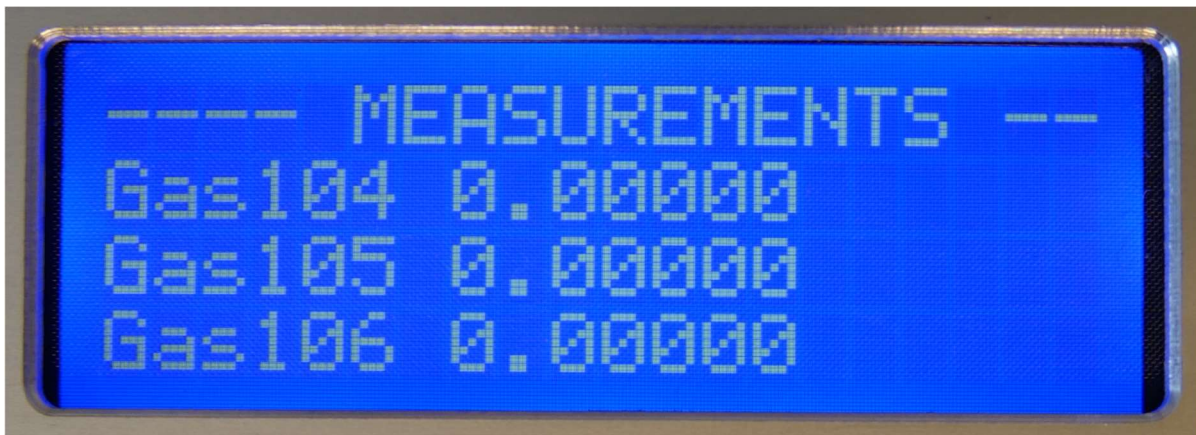 ---- MEASUREMENTS --
Gas104 0.00000
Gas105 0.00000
Gas106 0.00000